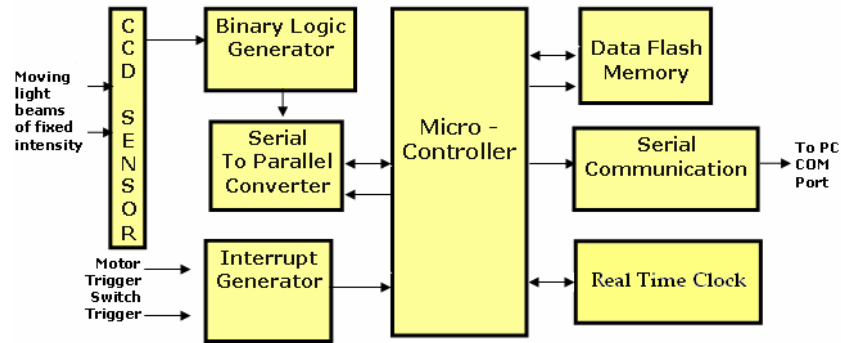 Moving
light
beams
of fixed
intensity
C
C
D
S
E
N
S
O
R
Binary Logic
Generator
Serial
To Parallel
Converter
Motor
Trigger
Switch
Trigger
Interrupt
Generator
Micro -
Controller
Data Flash
Memory
Serial
Communication
To PC
COM
Port
Real Time Clock